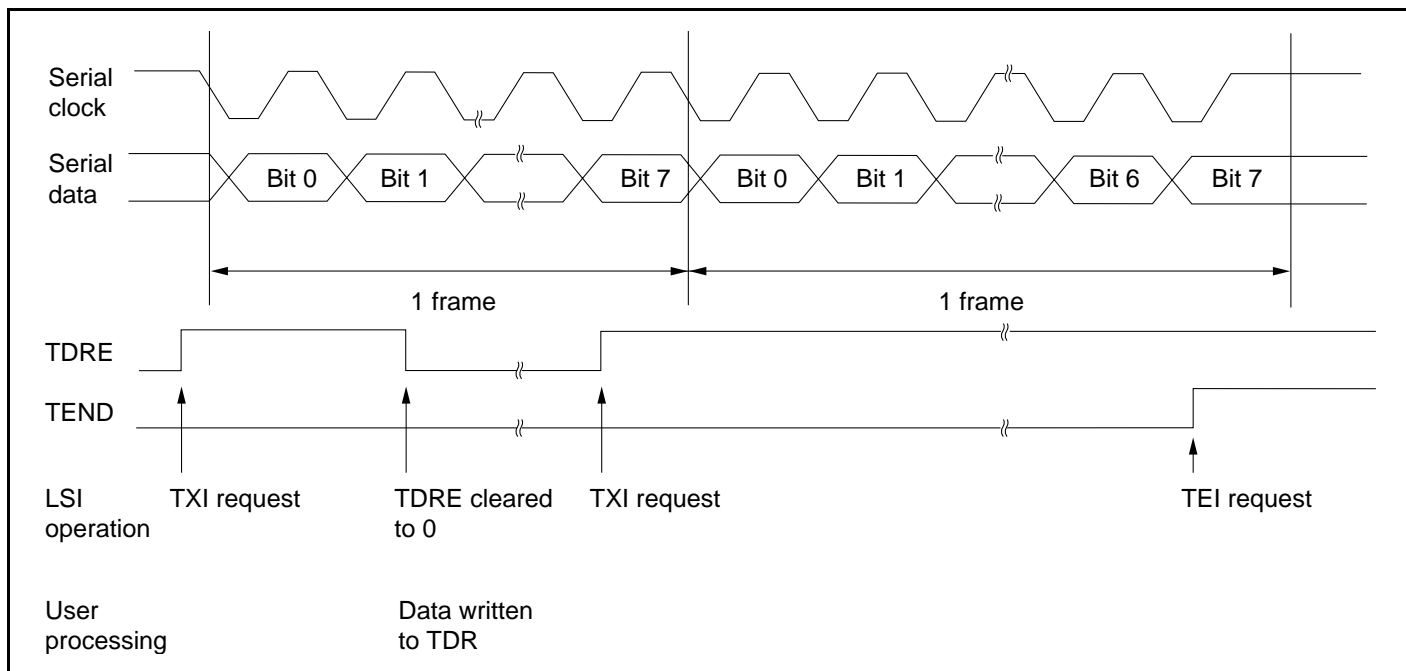 Serial
clock
Serial
data
Bit 0
Bit 1
Bit 7
Bit 0
Bit 1
Bit 6
Bit 7
1 frame
1 frame
TDRE
TEND
LSI
operation
TXI request
TDRE cleared
to 0
TXI request
TEI request
User
processing
Data written
to TDR